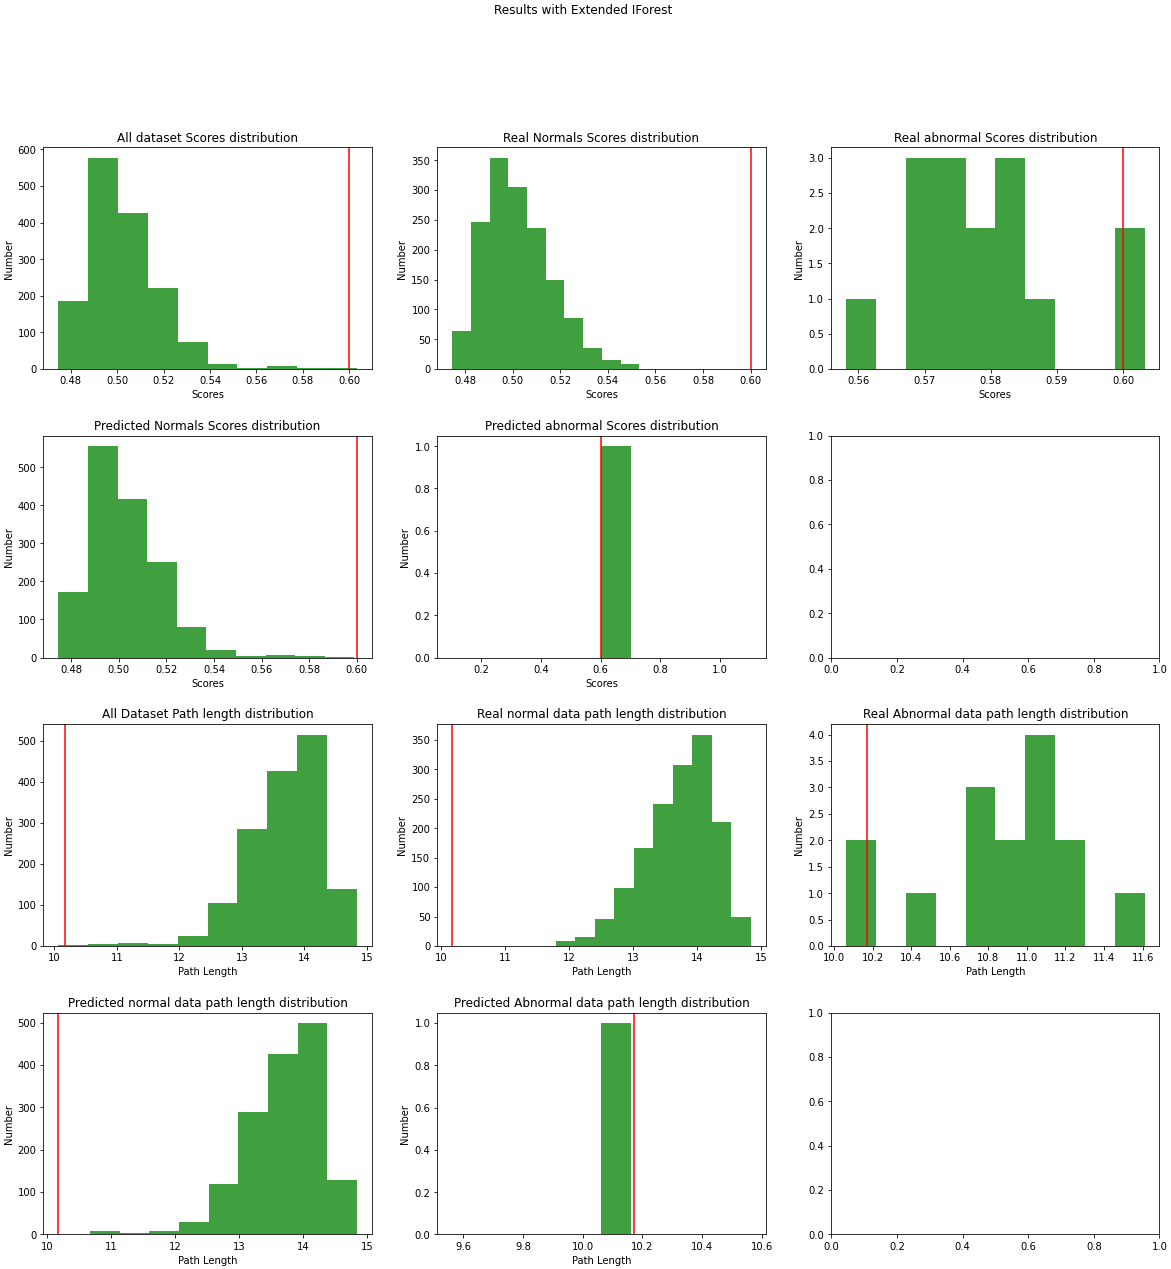 Results with Extended IForest
All dataset Scores distribution
Number
600
500
400
300
200
100
0
0.48 0.50 0.52 0.54 0.56 0.58 0.60
Scores
Real Normals Scores distribution
Number
350
300
250
200
150
100
50
0
0.48 0.50 0.52 0.54 0.56 0.58 0.60
Scores
Real abnormal Scores distribution
Number
3.0
2.5
2.0
1.5
1.0
0.5
0.0
0.56 0.57 0.58 0.59 0.60
Scores
Predicted Normals Scores distribution
Number
500
400
300
200
100
0
0.48 0.50 0.52 0.54 0.56 0.58 0.60
Scores
Predicted abnormal Scores distribution
Number
1.0
0.8
0.6
0.4
0.2
0.0
0.2 0.4 0.6 0.8 1.0
Scores
1.0
0.8
0.6
0.4
0.2
0.0
0.0 0.2 0.4 0.6 0.8 1.0
All Dataset Path length distribution
Number
500
400
300
200
100
0
10 11 12 13 14 15
Path Length
Real normal data path length distribution
Number
350
300
250
200
150
100
50
0
10 11 12 13 14 15
Path Length
Real Abnormal data path length distribution
Number
4.0
3.5
3.0
2.5
2.0
1.5
1.0
0.5
0.0
10.0 10.2 10.4 10.6 10.8 11.0 11.2 11.4 11.6
Path Length
Predicted normal data path length distribution
Number
500
400
300
200
100
0
10 11 12 13 14 15
Path Length
Predicted Abnormal data path length distribution
Number
1.0
0.8
0.6
0.4
0.2
0.0
9.6 9.8 10.0 10.2 10.4 10.6
Path Length
1.0
0.8
0.6
0.4
0.2
0.0
0.0 0.2 0.4 0.6 0.8 1.0